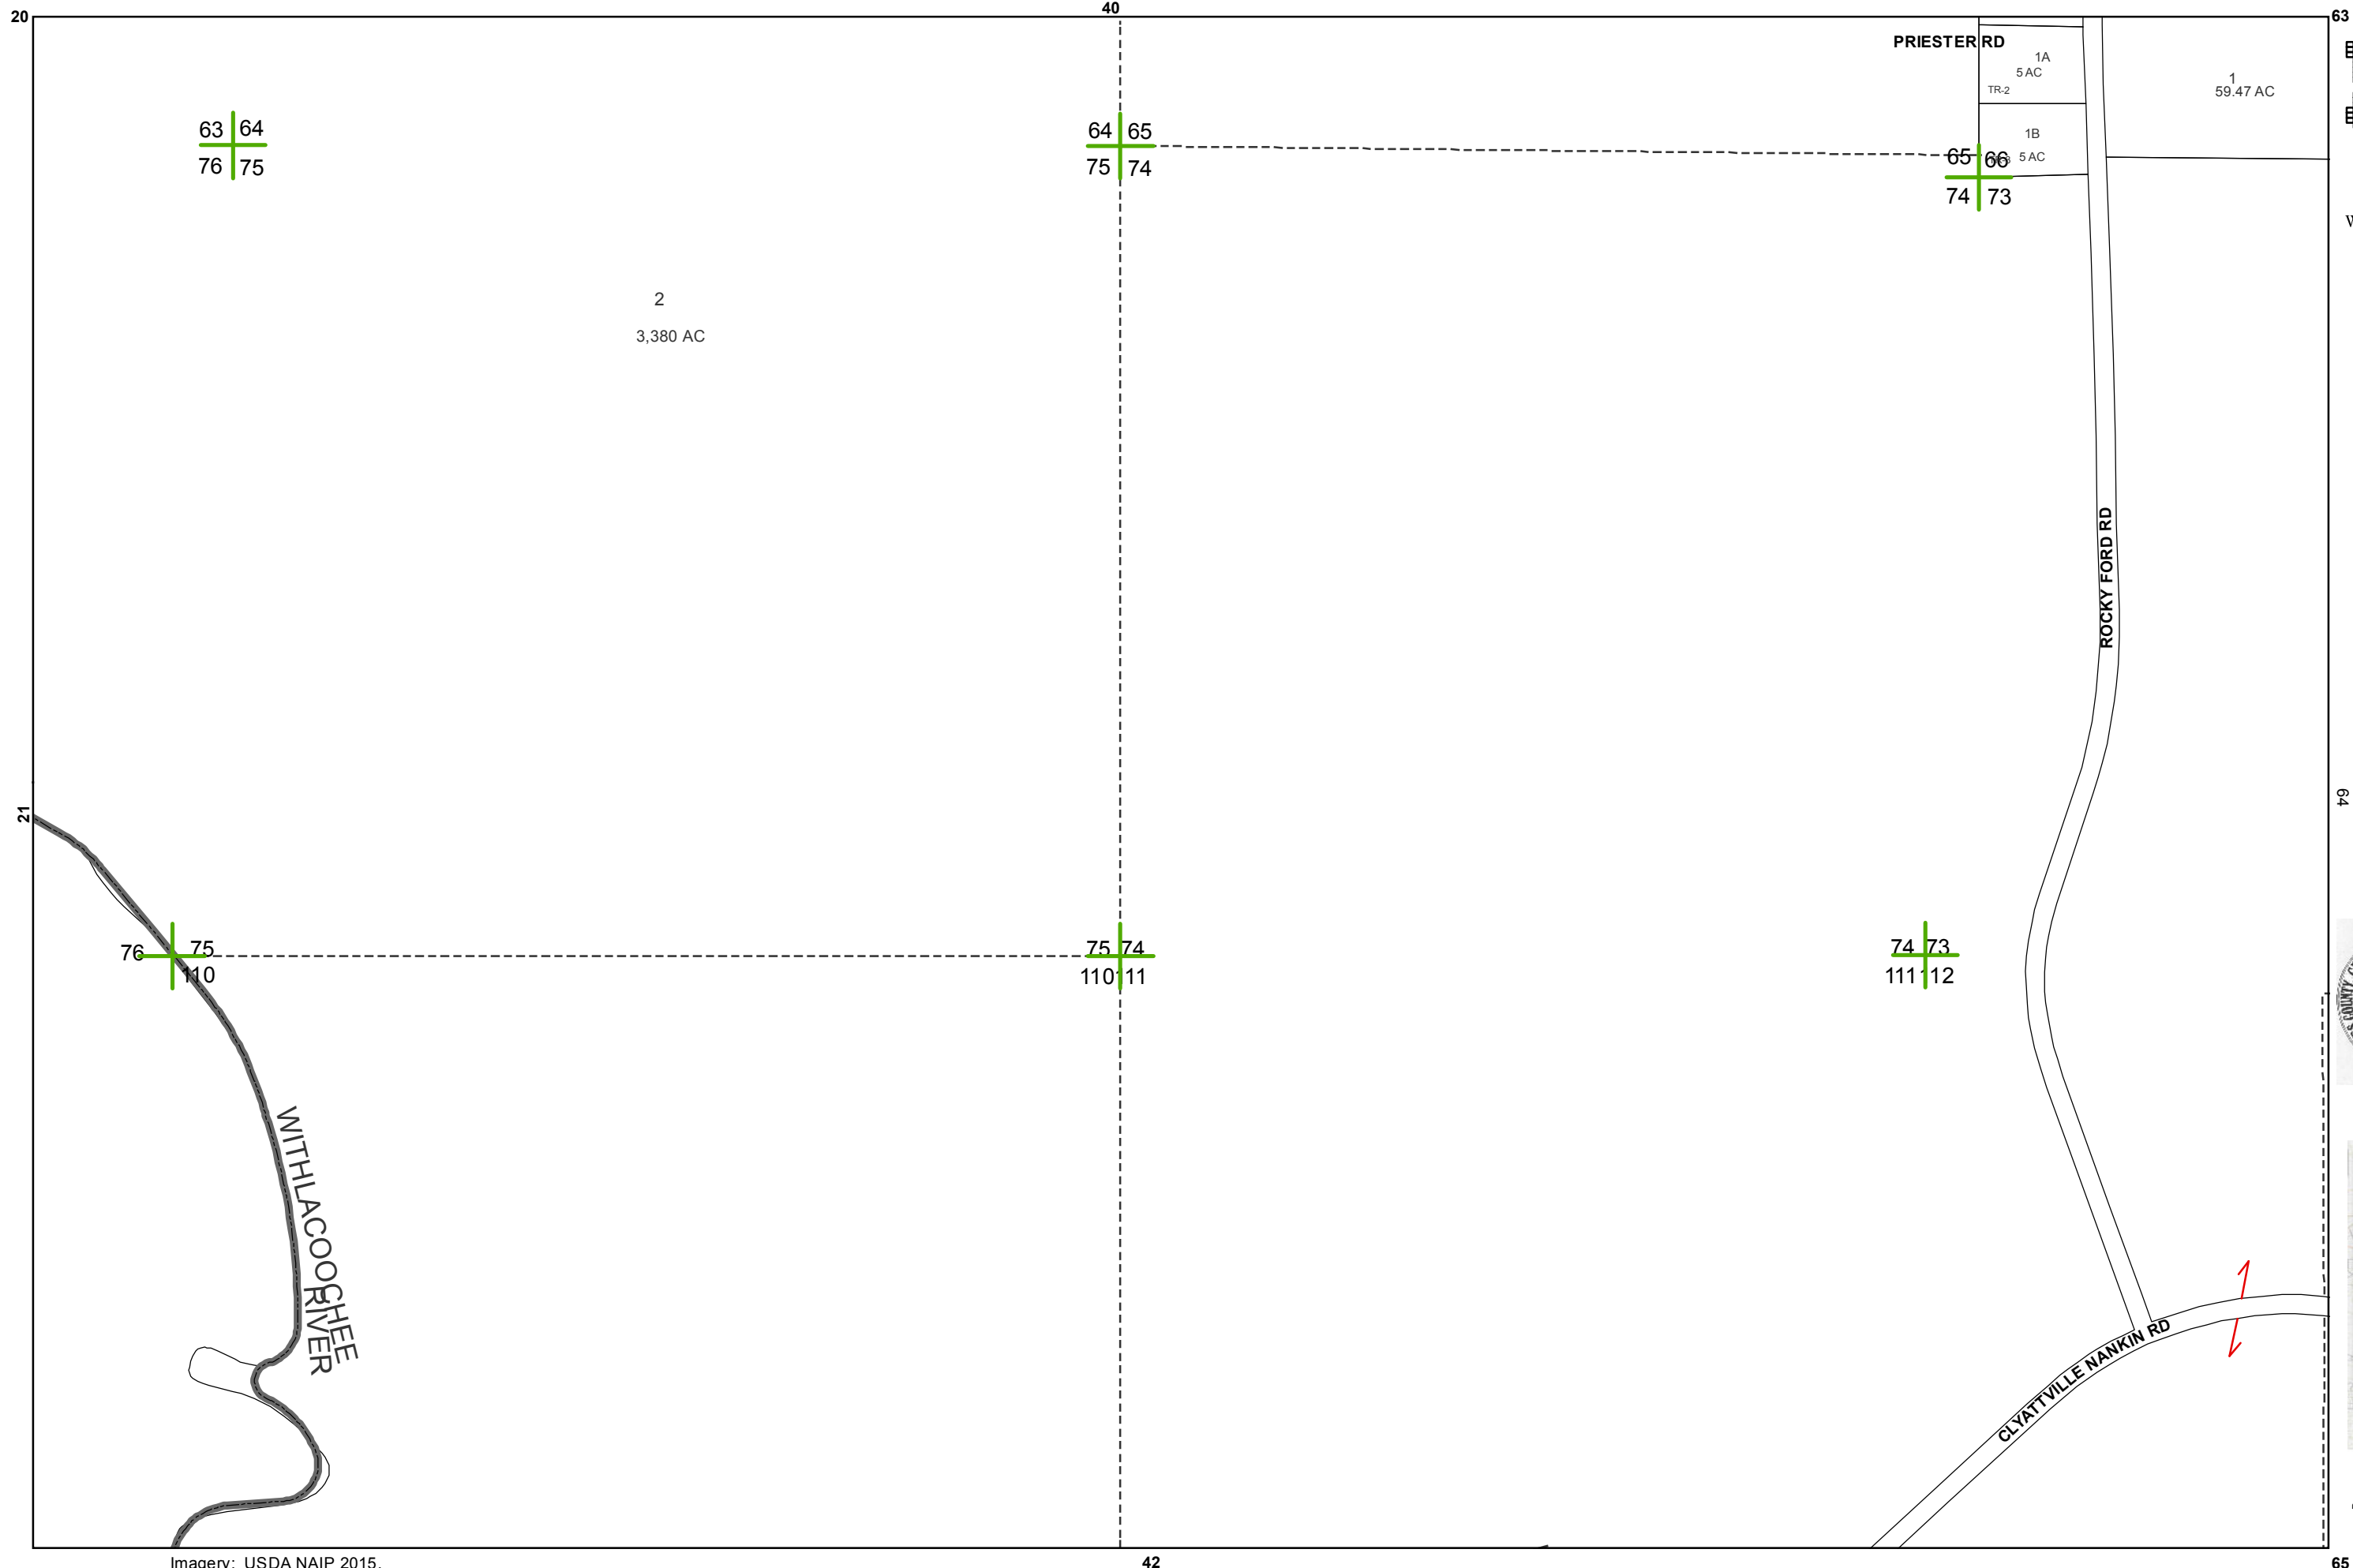 20
40
63
PRIESTER RD
1A
5 AC
TR-2
1
59.47 AC
63 64
76 75
64 65
75 74
1B
5 AC
65 66
74 73
2
3,380 AC
ROCKY FORD RD
21
64
76 75
110
75 74
110 111
74 73
111 112
WITHLACOOCHEE
RIVER
CLYATTVILLE NANKIN RD
Imagery: USDA NAIP 2015.
42
65